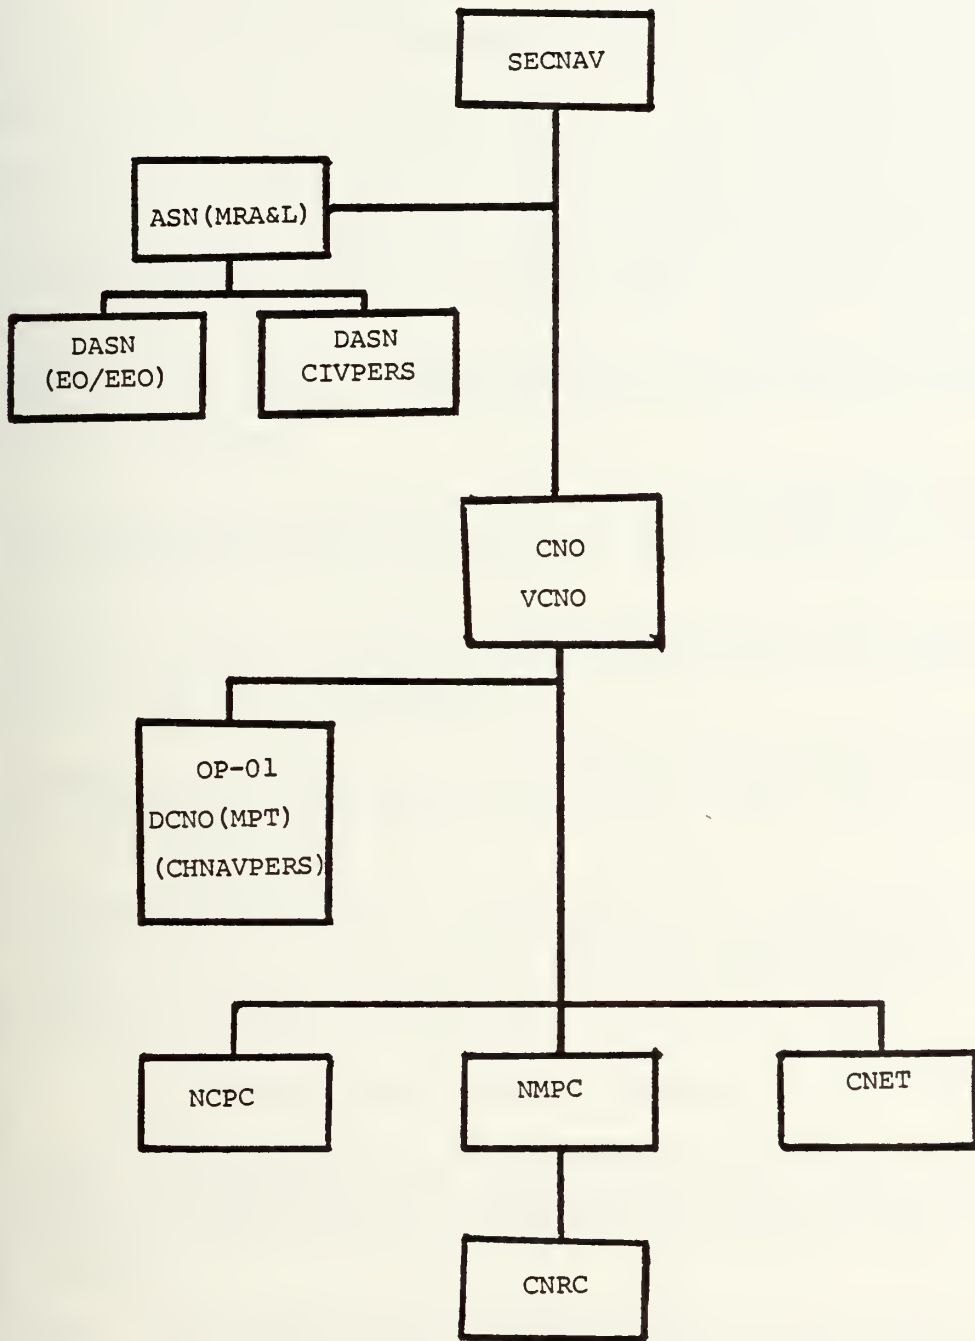 SECNAV
ASN(MRA&L)
DASN
(EO/EEO)
DASN
CIVPERS
CNO
VCNO
OP-01
DCNO(MPT)
(CHNAVPERS)
NCPC
NMPC
CNET
CNRC